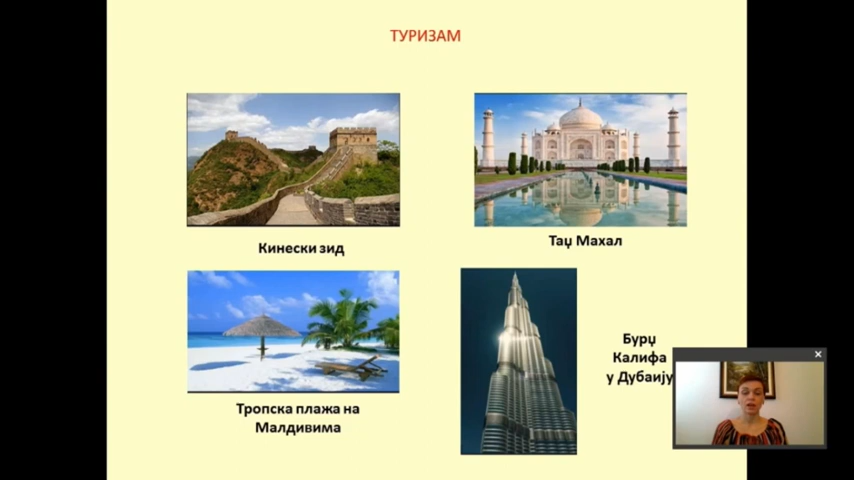 ТУРИЗАМ
Кинески зид
Таџ Махал
Тропска плажа на
Малдивима
Бурџ
Калифа
у Дубаију